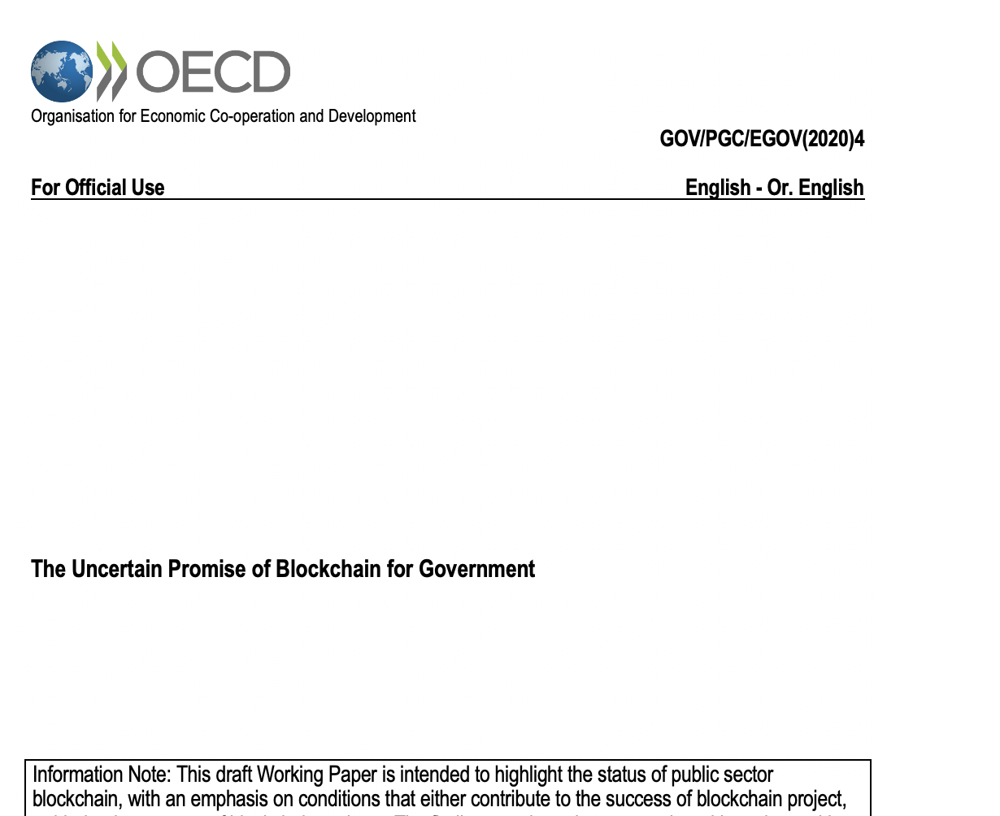 OECD
Organisation for Economic Co-operation and Development
GOV/PGC/EGOV(2020)4
For Official Use English - Or. English
The Uncertain Promise of Blockchain for Government
Information Note: This draft Working Paper is intended to highlight the status of public sector
blockchain, with an emphasis on conditions that either contribute to the success of blockchain project,